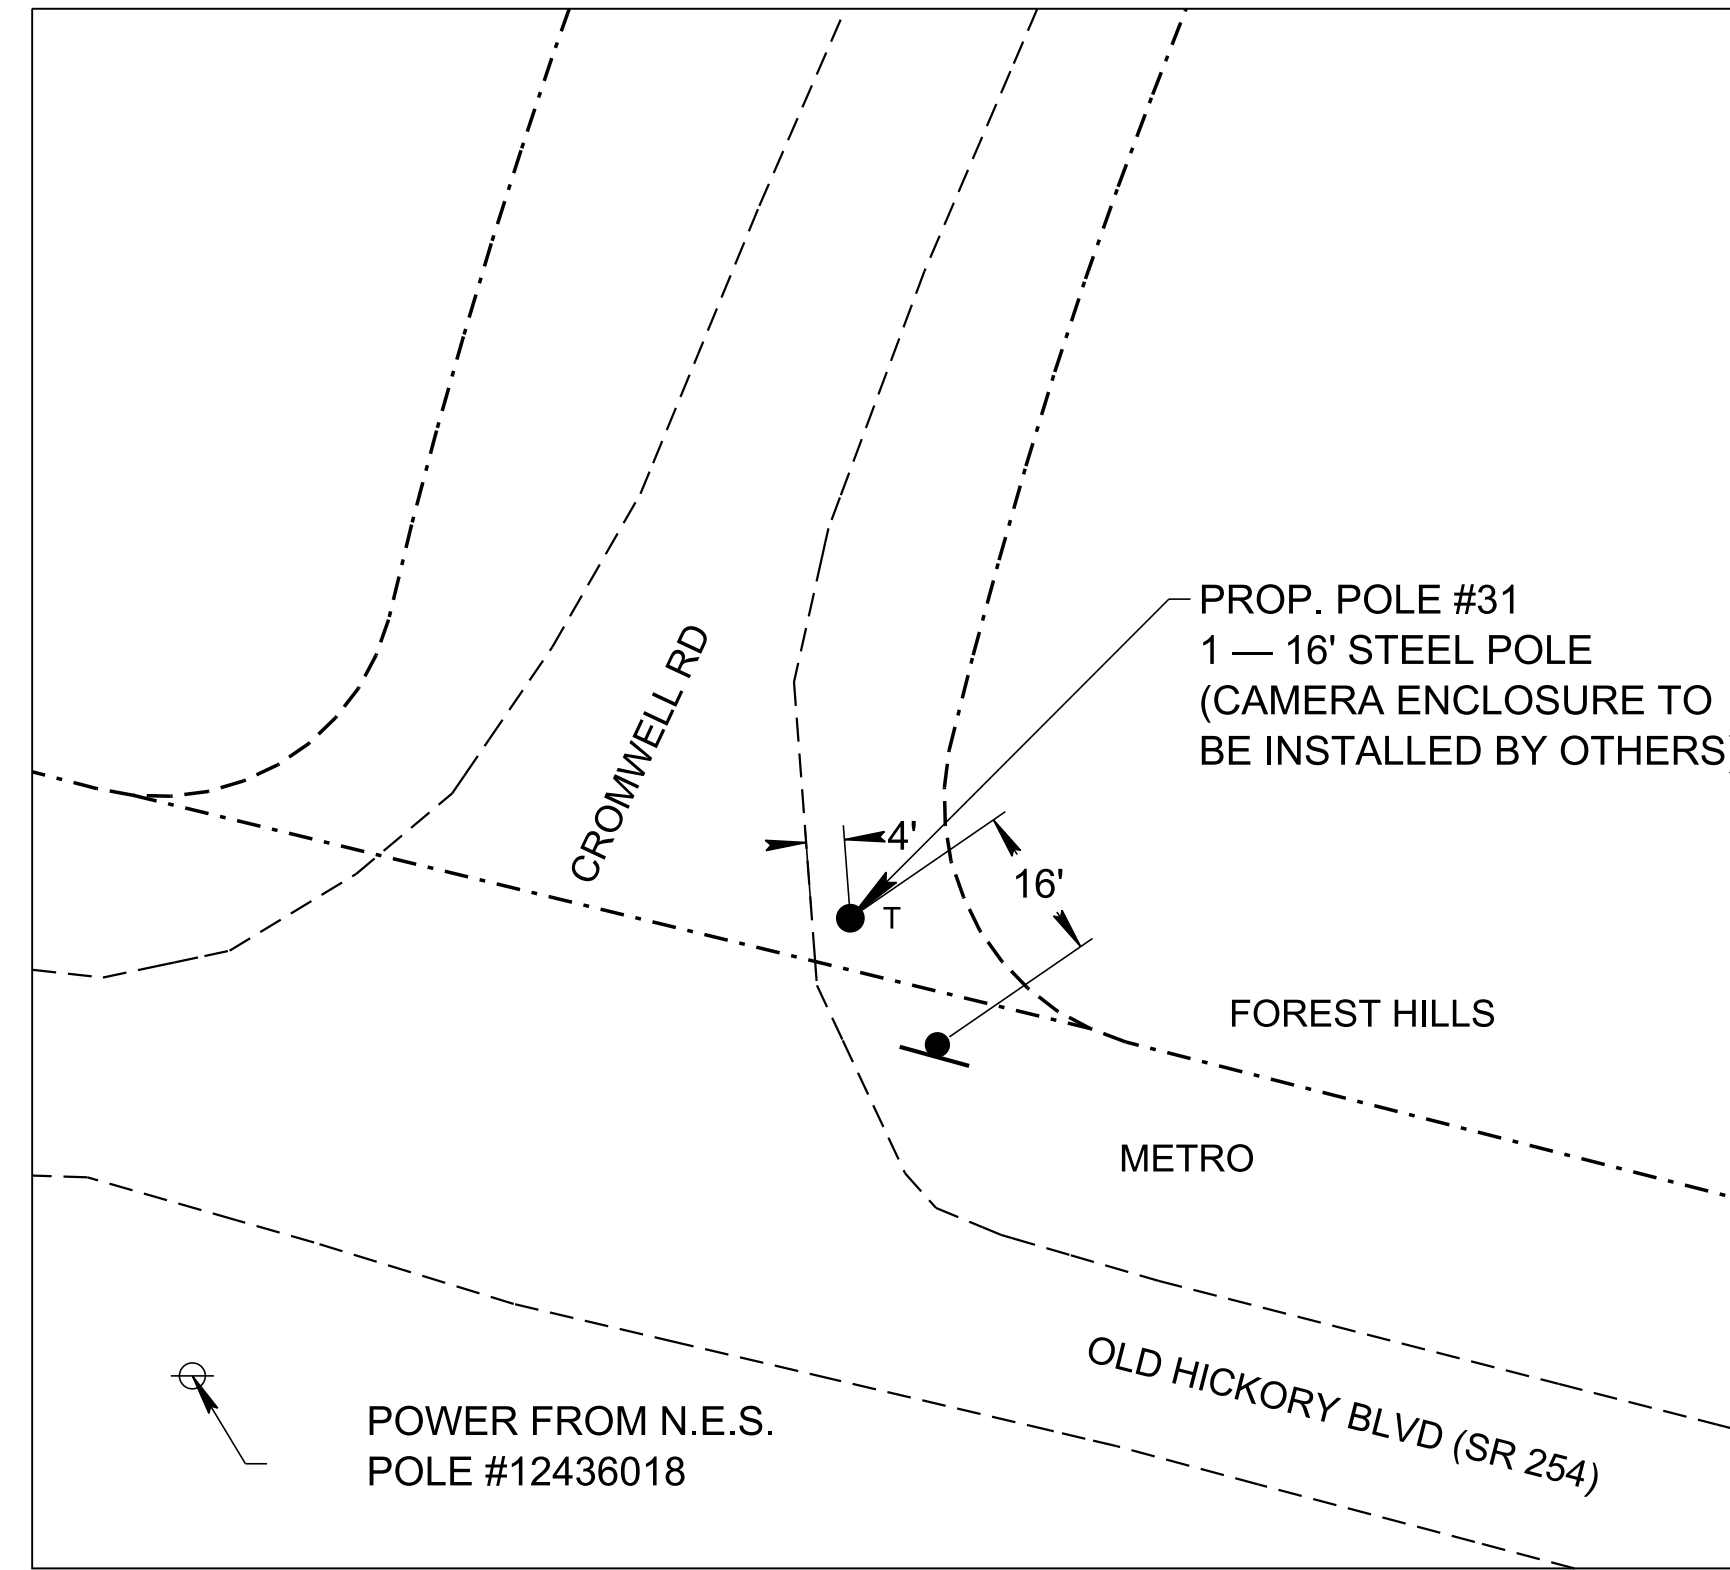 PROP. POLE #31
1 — 16' STEEL POLE
(CAMERA ENCLOSURE TO
BE INSTALLED BY OTHERS)
CROMWELL RD
4'
16'
T
FOREST HILLS
METRO
OLD HICKORY BLVD (SR 254)
POWER FROM N.E.S.
POLE #12436018